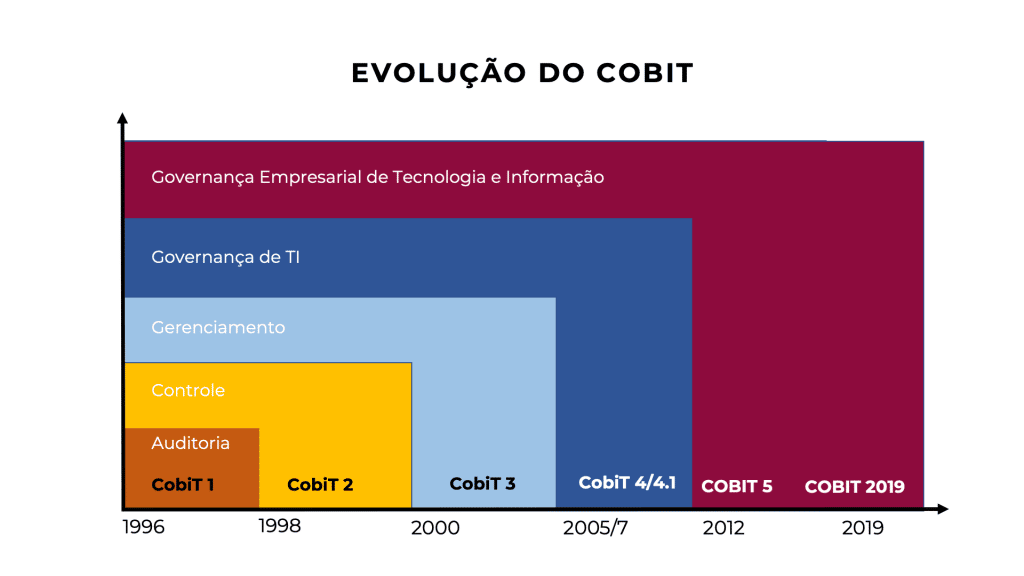 EVOLUÇÃO DO COBIT
Governança Empresarial de Tecnologia e Informação
Governança de TI
Gerenciamento
Controle
Auditoria
CobiT 1
CobiT 2
CobiT 3
CobiT 4/4.1
COBIT 5
COBIT 2019
1996
1998
2000
2005/7
2012
2019